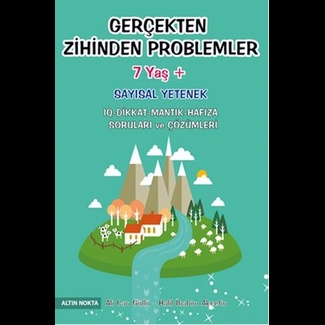 GERÇEKTEN
ZİHİNDEN PROBLEMLER
7 Yaş +
SAYISAL YETENEK
IQ-DİKKAT-MANTIK-HAFIZA
SORULARI ve ÇÖZÜMLERİ
ALTIN NOKTA